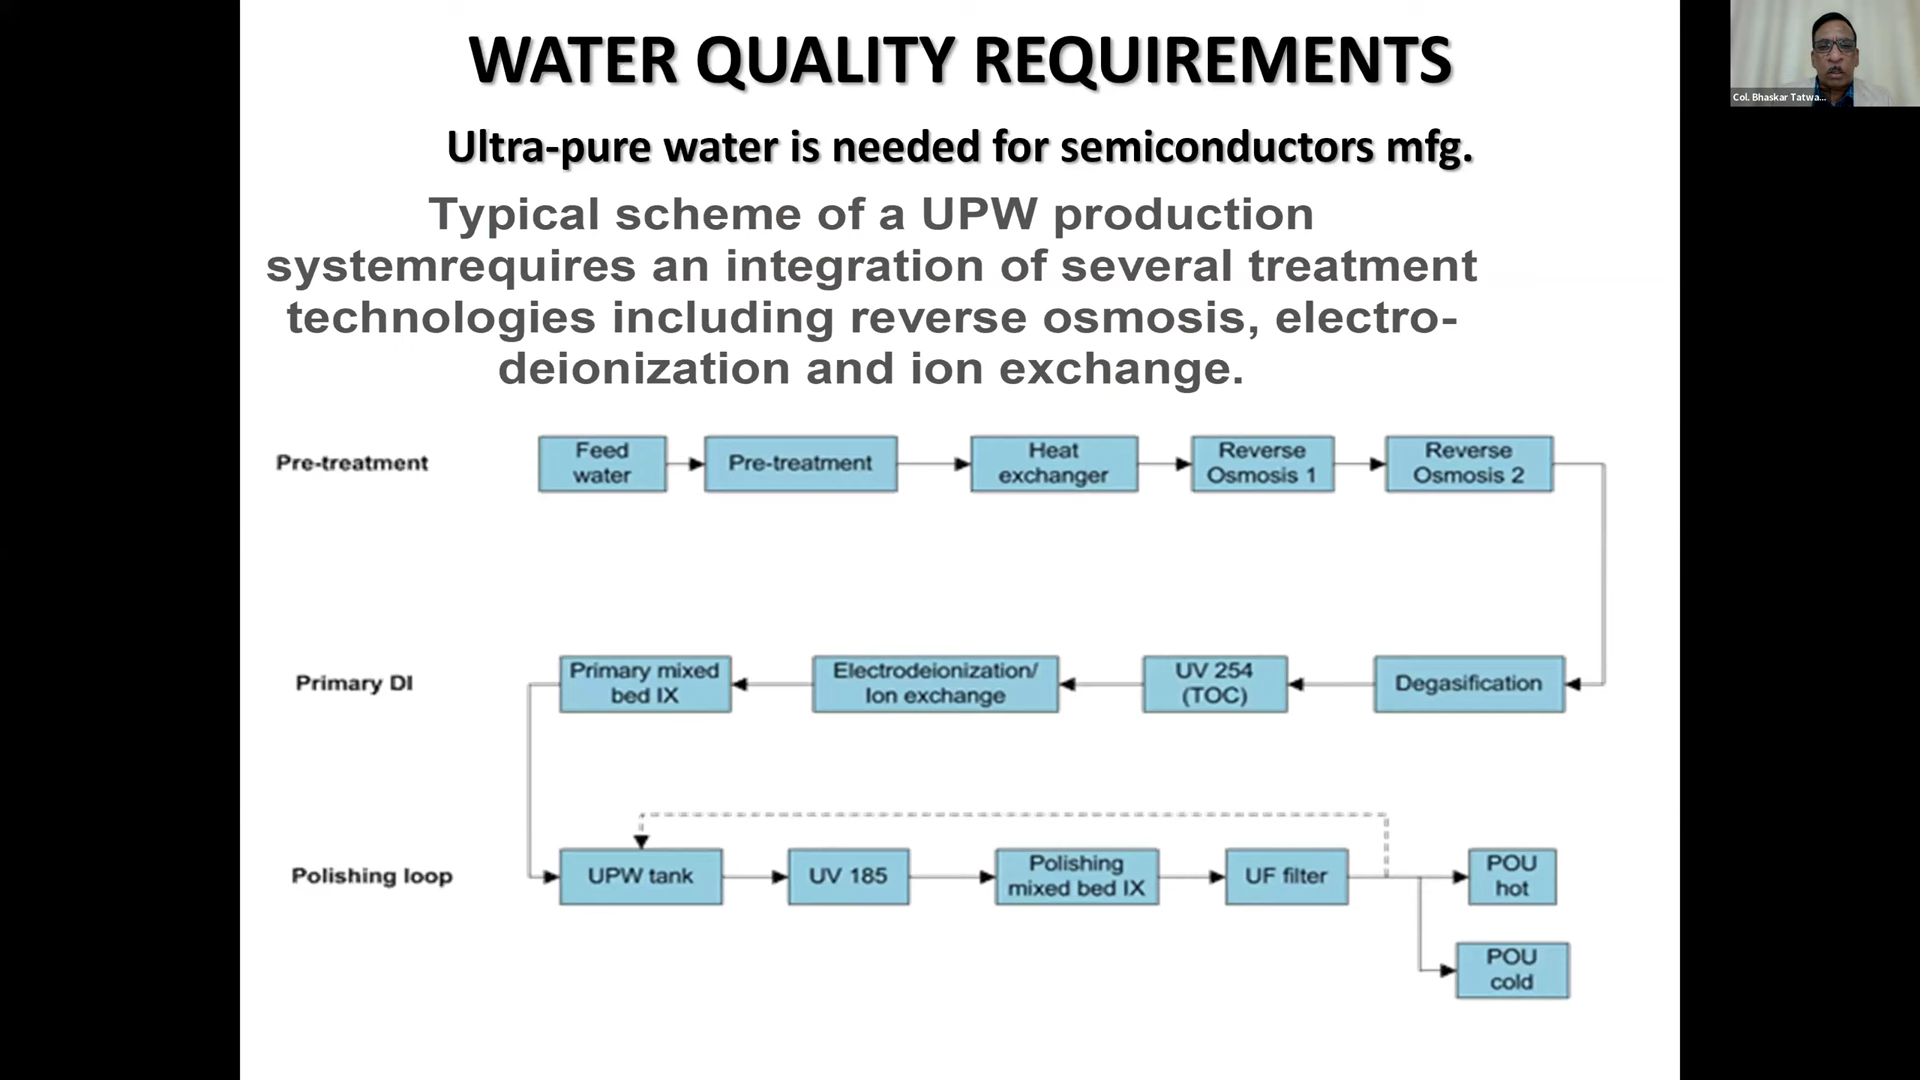 WATER QUALITY REQUIREMENTS
Col. Bhaskar Tatwa...
Ultra-pure water is needed for semiconductors mfg.
Typical scheme of a UPW production
systemrequires an integration of several treatment
technologies including reverse osmosis, electro-
deionization and ion exchange.
Pre-treatment
Feed
water
Pre-treatment
Heat
exchanger
Reverse
Osmosis 1
Reverse
Osmosis 2
Primary DI
Primary mixed
bed IX
Electrodeionization/
Ion exchange
UV 254
(TOC)
Degasification
Polishing loop
UPW tank
UV 185
Polishing
mixed bed IX
UF filter
POU
hot
POU
cold